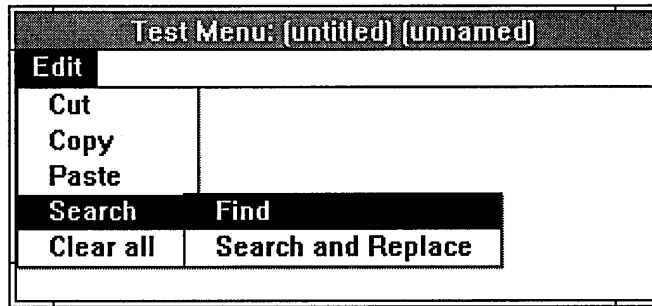 Test Menu: (untitled) (unnamed)
Edit
Cut
Copy
Paste
Search Find
Clear all Search and Replace